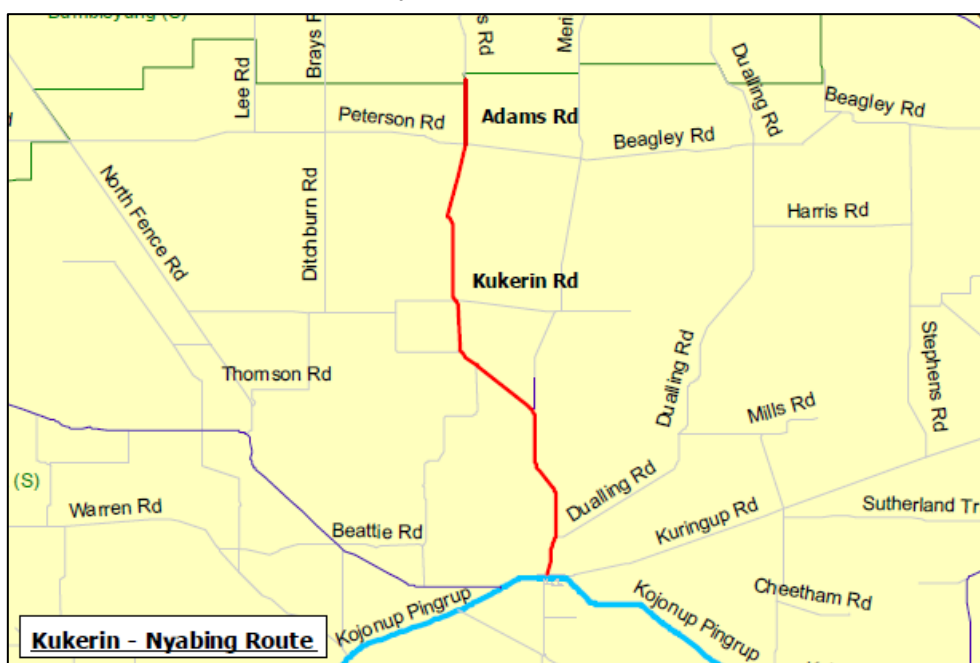 Brays R
s Rd
Meri
Lee Rd
Dualling Rd
Beagley Rd
Peterson Rd
Adams Rd
Beagley Rd
North Fence Rd
Ditchburn Rd
Harris Rd
Kukerin Rd
Thomson Rd
Dualling Rd
Stephens Rd
Mills Rd
(S)
Warren Rd
Beattie Rd
Dualling Rd
Kuringup Rd
Sutherland Tr
Cheetham Rd
Kojonup Pingrup
Kojonup Pingrup
Kukerin - Nyabing Route